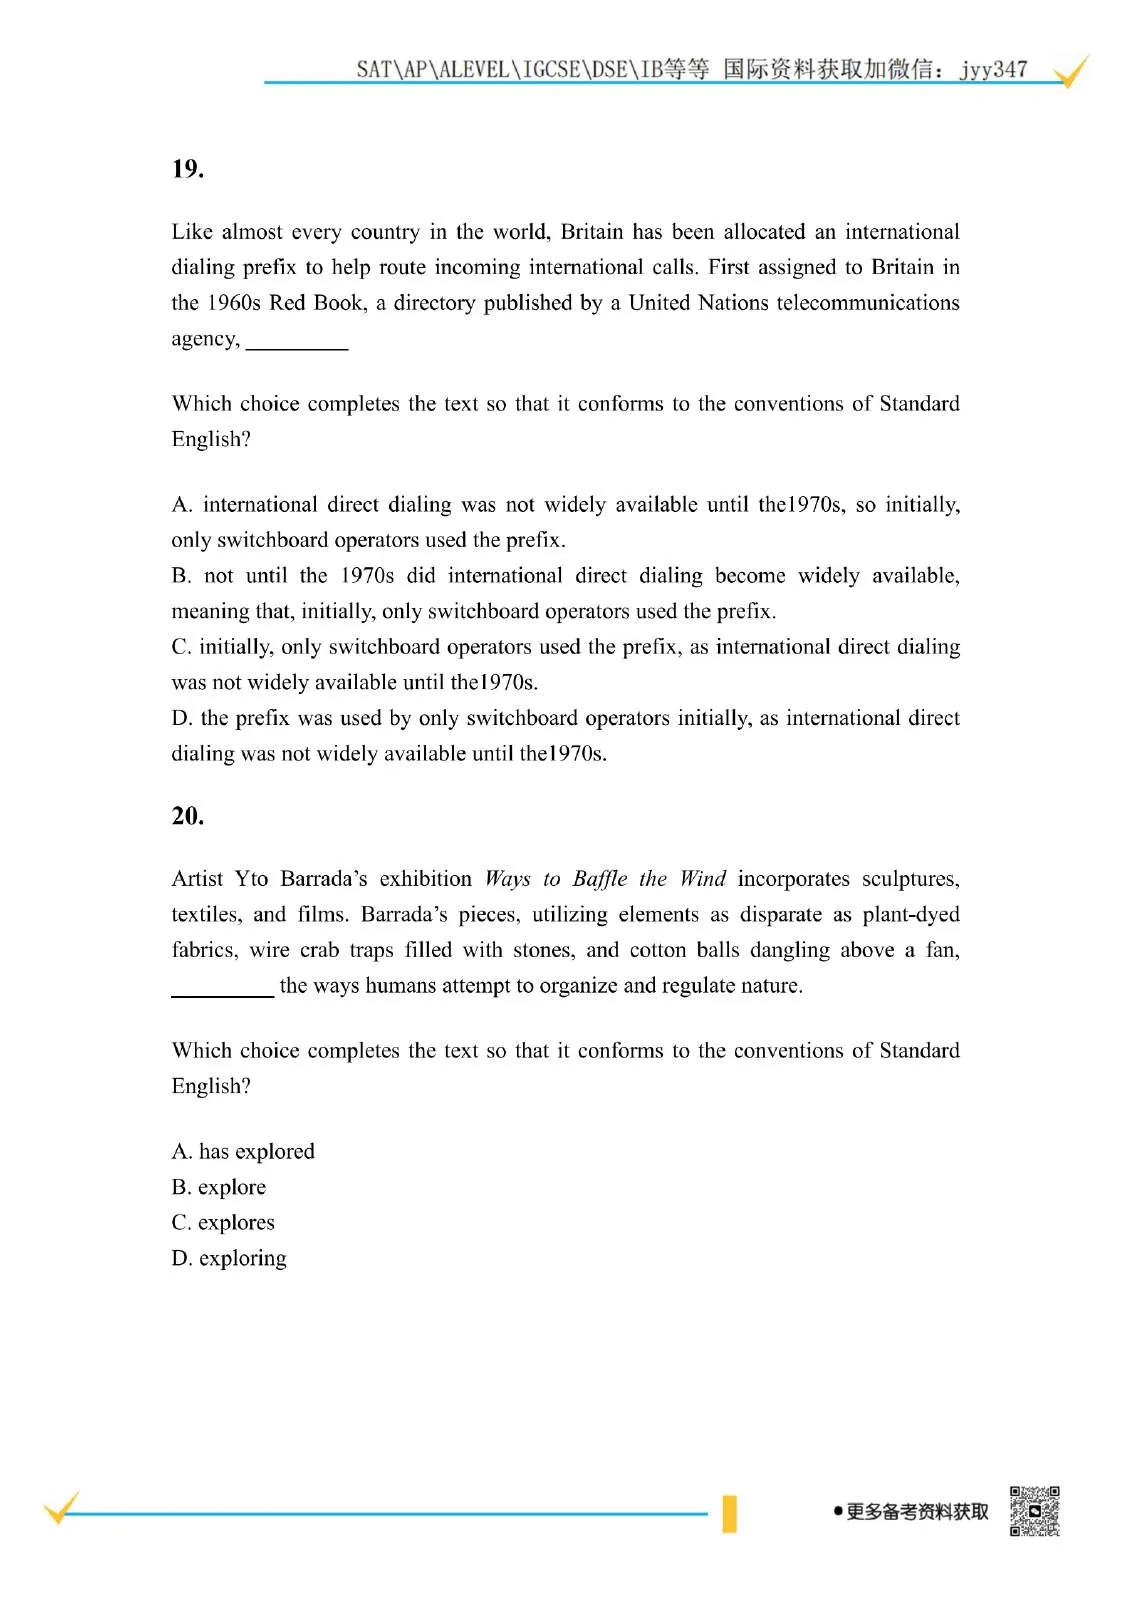 SAT\AP\ALEVEL\IGCSE\DSE\IB等等 国际资料获取加微信：jyy347
19.
Like almost every country in the world, Britain has been allocated an international
dialing prefix to help route incoming international calls. First assigned to Britain in
the 1960s Red Book, a directory published by a United Nations telecommunications
agency, _________
Which choice completes the text so that it conforms to the conventions of Standard
English?
A. international direct dialing was not widely available until the1970s, so initially,
only switchboard operators used the prefix.
B. not until the 1970s did international direct dialing become widely available,
meaning that, initially, only switchboard operators used the prefix.
C. initially, only switchboard operators used the prefix, as international direct dialing
was not widely available until the1970s.
D. the prefix was used by only switchboard operators initially, as international direct
dialing was not widely available until the1970s.
20.
Artist Yto Barrada’s exhibition Ways to Baffle the Wind incorporates sculptures,
textiles, and films. Barrada’s pieces, utilizing elements as disparate as plant-dyed
fabrics, wire crab traps filled with stones, and cotton balls dangling above a fan,
_________ the ways humans attempt to organize and regulate nature.
Which choice completes the text so that it conforms to the conventions of Standard
English?
A. has explored
B. explore
C. explores
D. exploring
•更多备考资料获取